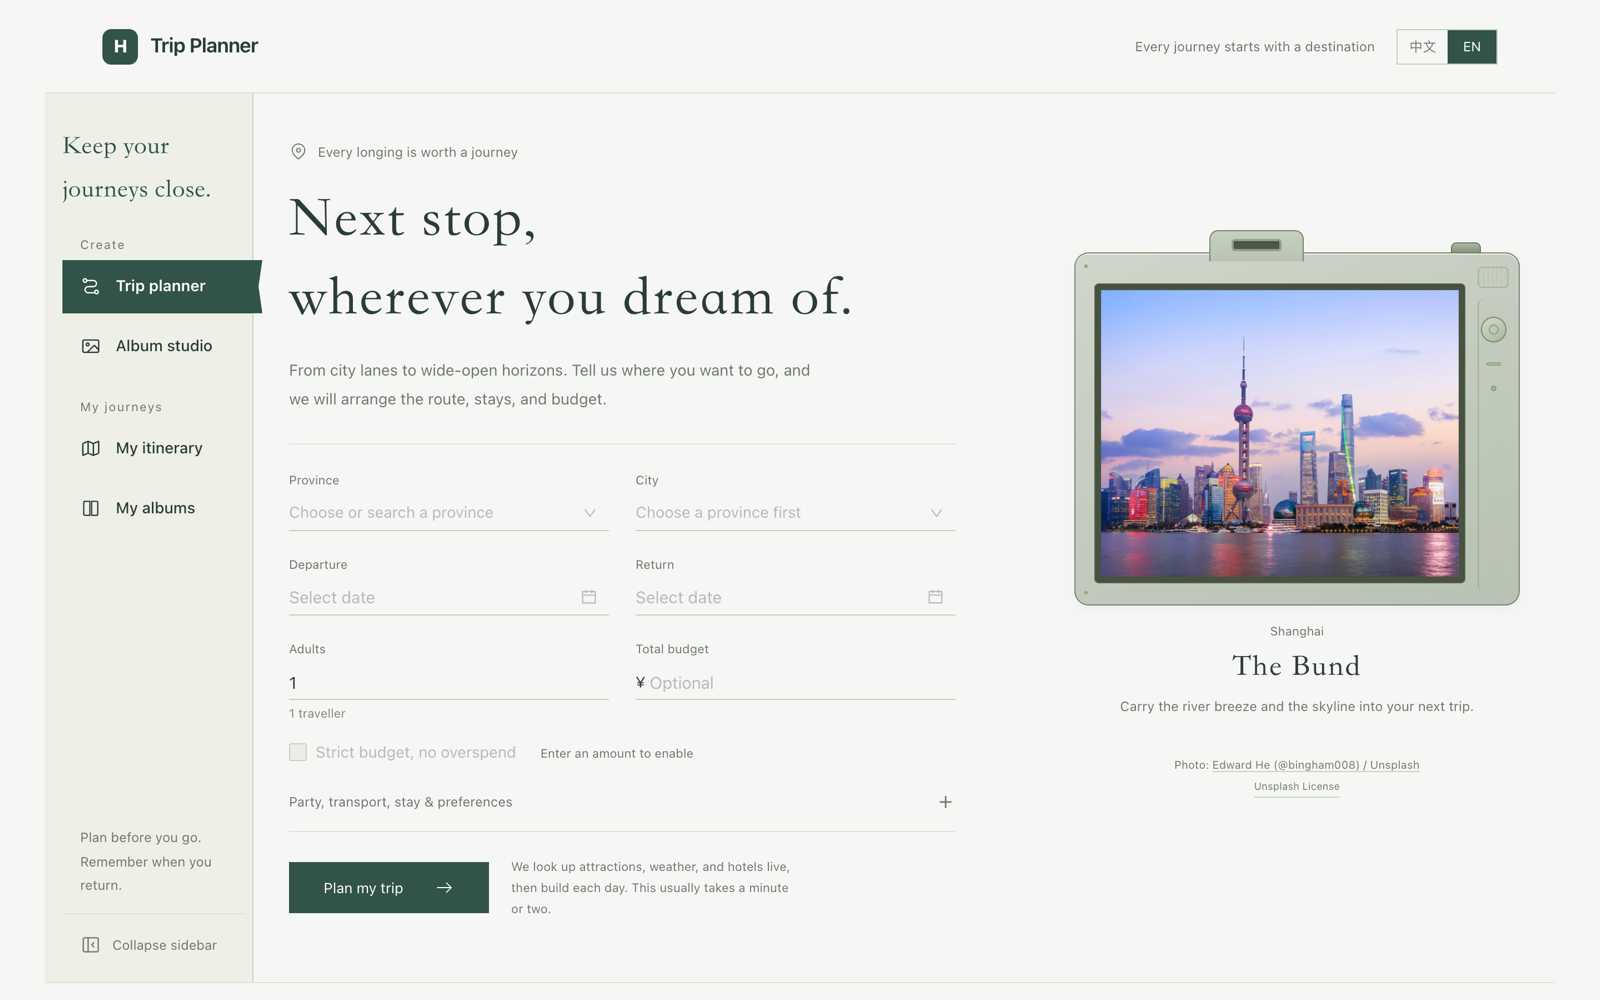 H
Trip Planner
Every journey starts with a destination
中文
EN
Keep your
journeys close.
Create
Trip planner
Album studio
My journeys
My itinerary
My albums
Plan before you go.
Remember when you
return.
Collapse sidebar
Every longing is worth a journey
Next stop,
wherever you dream of.
From city lanes to wide-open horizons. Tell us where you want to go, and
we will arrange the route, stays, and budget.
Province
Choose or search a province
City
Choose a province first
Departure
Select date
Return
Select date
Adults
1
1 traveller
Total budget
¥ Optional
Strict budget, no overspend
Enter an amount to enable
Party, transport, stay & preferences
Plan my trip
We look up attractions, weather, and hotels live,
then build each day. This usually takes a minute
or two.
Shanghai
The Bund
Carry the river breeze and the skyline into your next trip.
Photo: Edward He (@bingham008) / Unsplash
Unsplash License